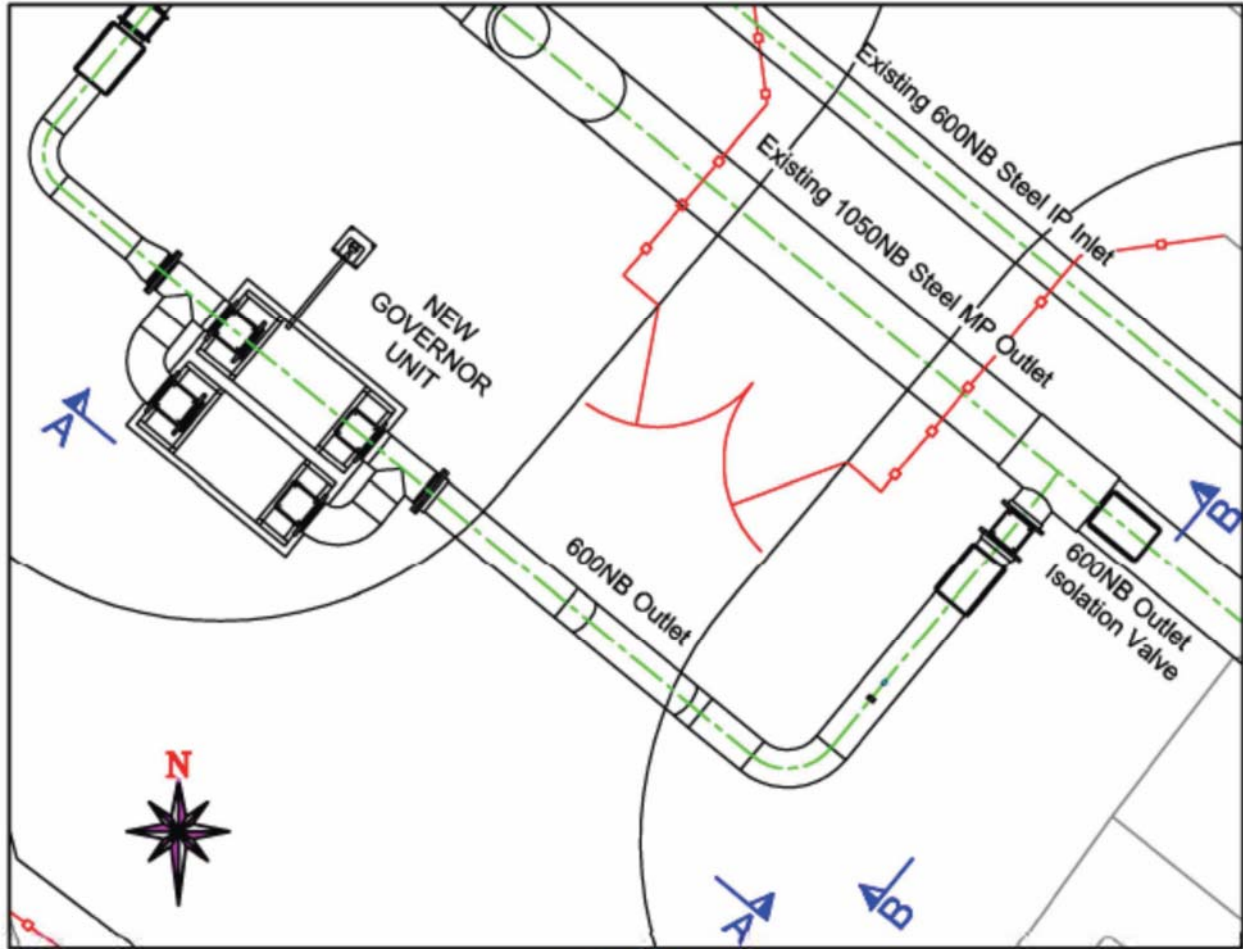 Existing 600NB Steel IP Inlet
Existing 1050NB Steel MP Outlet
NEW
GOVERNOR
UNIT
A
B
600NB Outlet
600NB Outlet
Isolation Valve
N
A
B